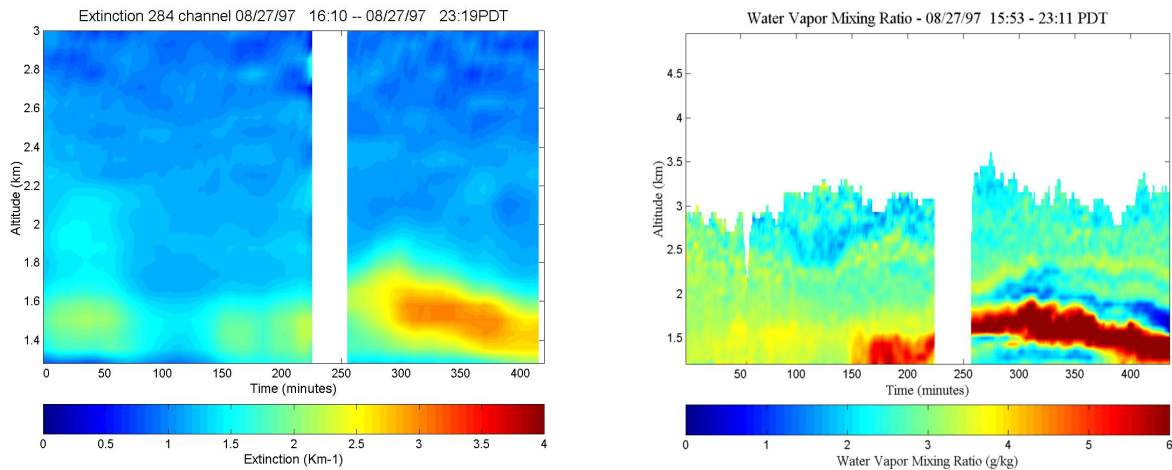 Extinction 284 channel 08/27/97 16:10 -- 08/27/97 23:19PDT
3
2.8
2.6
2.4
2.2
2
1.8
1.6
1.4
Altitude (km)
0 50 100 150 200 250 300 350 400
Time (minutes)
0 0.5 1 1.5 2 2.5 3 3.5 4
Extinction (Km-1)
Water Vapor Mixing Ratio - 08/27/97 15:53 - 23:11 PDT
4.5
4
3.5
3
2.5
2
1.5
Altitude (km)
50 100 150 200 250 300 350 400
Time (minutes)
0 1 2 3 4 5 6
Water Vapor Mixing Ratio (g/kg)